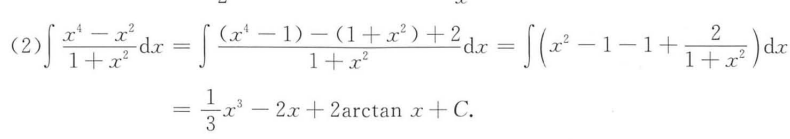 (2)∫ (x⁴ − x²)/(1 + x²) dx = ∫ ((x⁴ − 1) − (1 + x²) + 2)/(1 + x²) dx = ∫ (x² − 1 − 1 + 2/(1 + x²)) dx
= 1/3 x³ − 2x + 2arctan x + C.